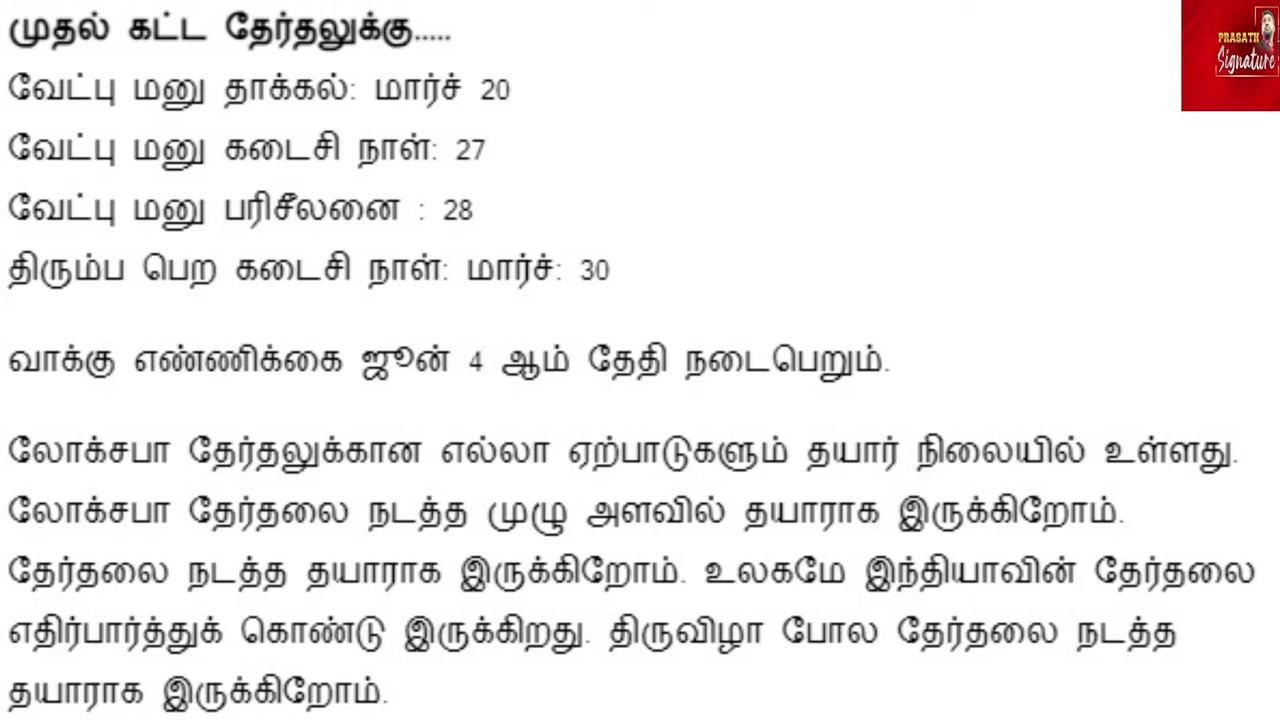 முதல் கட்ட தேர்தலுக்கு.....
வேட்பு மனு தாக்கல்: மார்ச் 20
வேட்பு மனு கடைசி நாள்: 27
வேட்பு மனு பரிசீலனை : 28
திரும்ப பெற கடைசி நாள்: மார்ச்: 30
வாக்கு எண்ணிக்கை ஜூன் 4 ஆம் தேதி நடைபெறும்.
லோக்சபா தேர்தலுக்கான எல்லா ஏற்பாடுகளும் தயார் நிலையில் உள்ளது.
லோக்சபா தேர்தலை நடத்த முழு அளவில் தயாராக இருக்கிறோம்.
தேர்தலை நடத்த தயாராக இருக்கிறோம். உலகமே இந்தியாவின் தேர்தலை
எதிர்பார்த்துக் கொண்டு இருக்கிறது. திருவிழா போல தேர்தலை நடத்த
தயாராக இருக்கிறோம்.
PRASATH
Signature